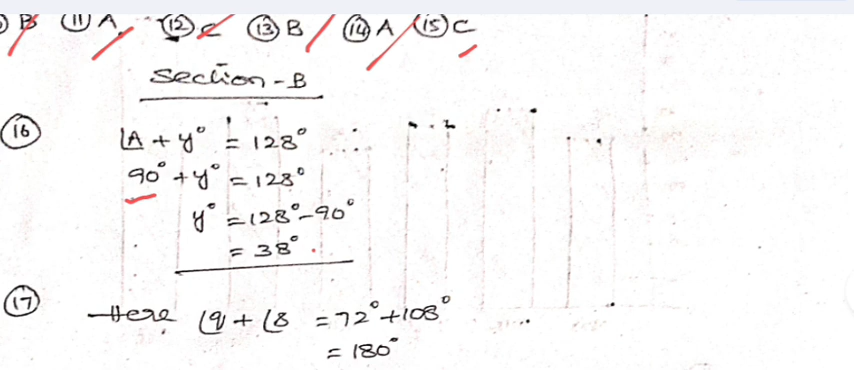 B (11) A (12) C (13) B (14) A (15) C
Section-B
(16) ∠A + y° = 128°
90° + y° = 128°
y° = 128° - 90°
= 38°
(17) Here ∠9 + ∠8 = 72° + 108°
= 180°